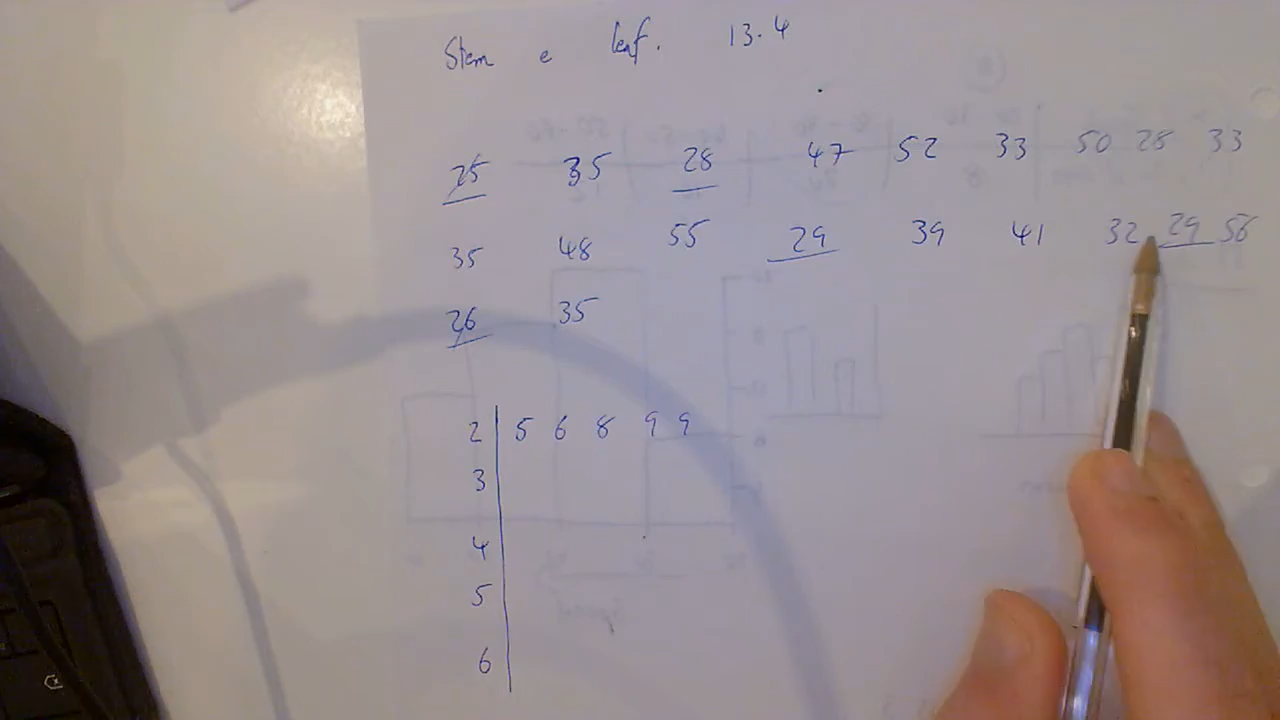 Stem e leaf. 13.4
25 35 28 47 52 33 50 28 33
35 48 55 29 39 41 32 29 56
26 35
2 5 6 8 9 9
3
4
5
6